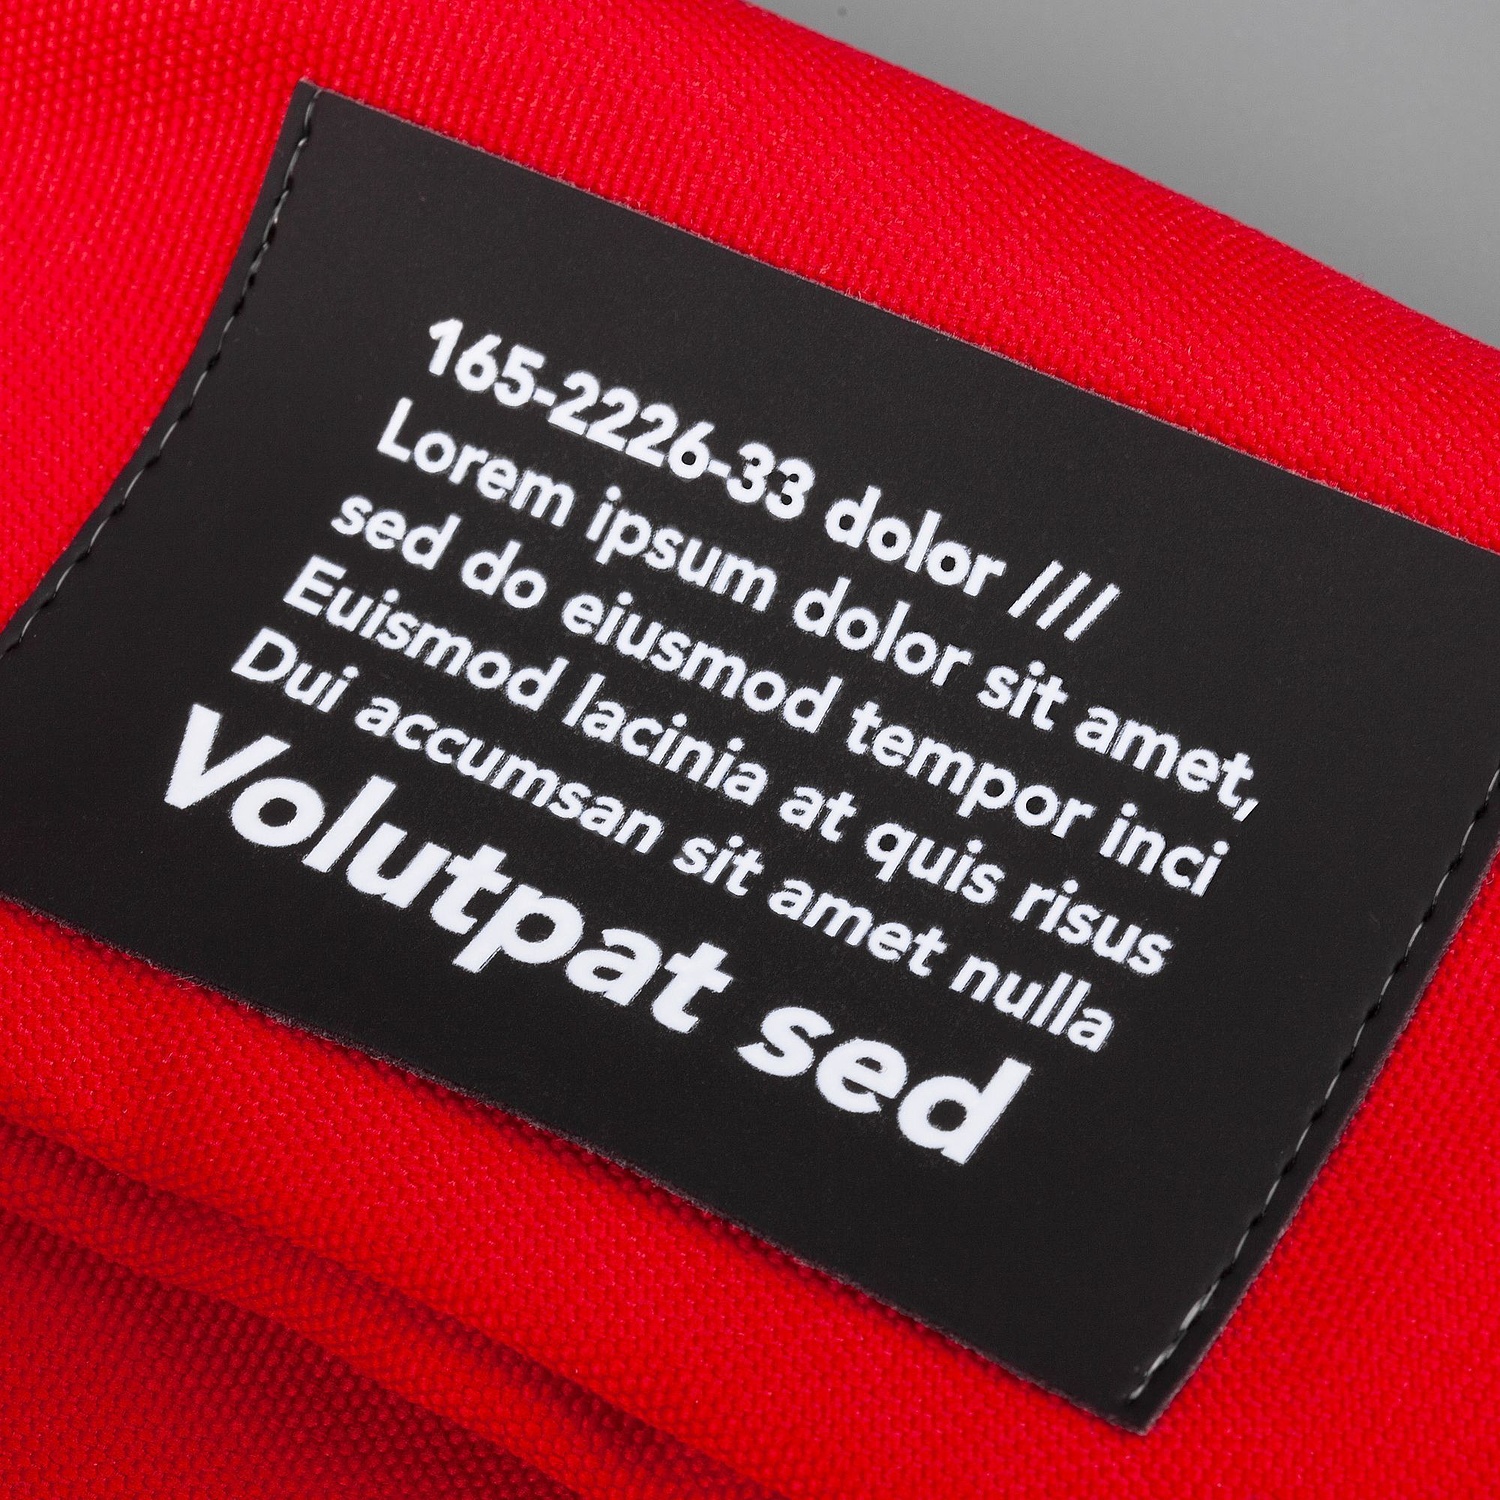 165-2226-33 dolor ///
Lorem ipsum dolor sit amet,
sed do eiusmod tempor inci
Euismod lacinia at quis risus
Dui accumsan sit amet nulla
Volutpat sed